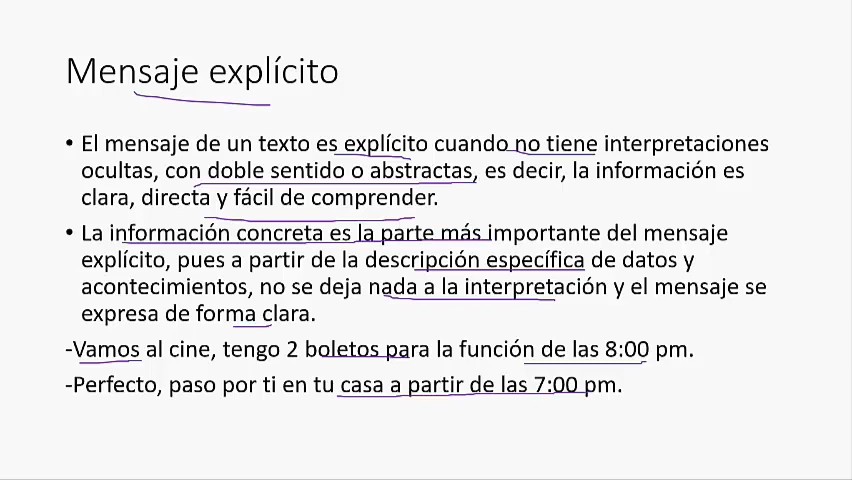 Mensaje explícito
• El mensaje de un texto es explícito cuando no tiene interpretaciones
ocultas, con doble sentido o abstractas, es decir, la información es
clara, directa y fácil de comprender.
• La información concreta es la parte más importante del mensaje
explícito, pues a partir de la descripción específica de datos y
acontecimientos, no se deja nada a la interpretación y el mensaje se
expresa de forma clara.
-Vamos al cine, tengo 2 boletos para la función de las 8:00 pm.
-Perfecto, paso por ti en tu casa a partir de las 7:00 pm.